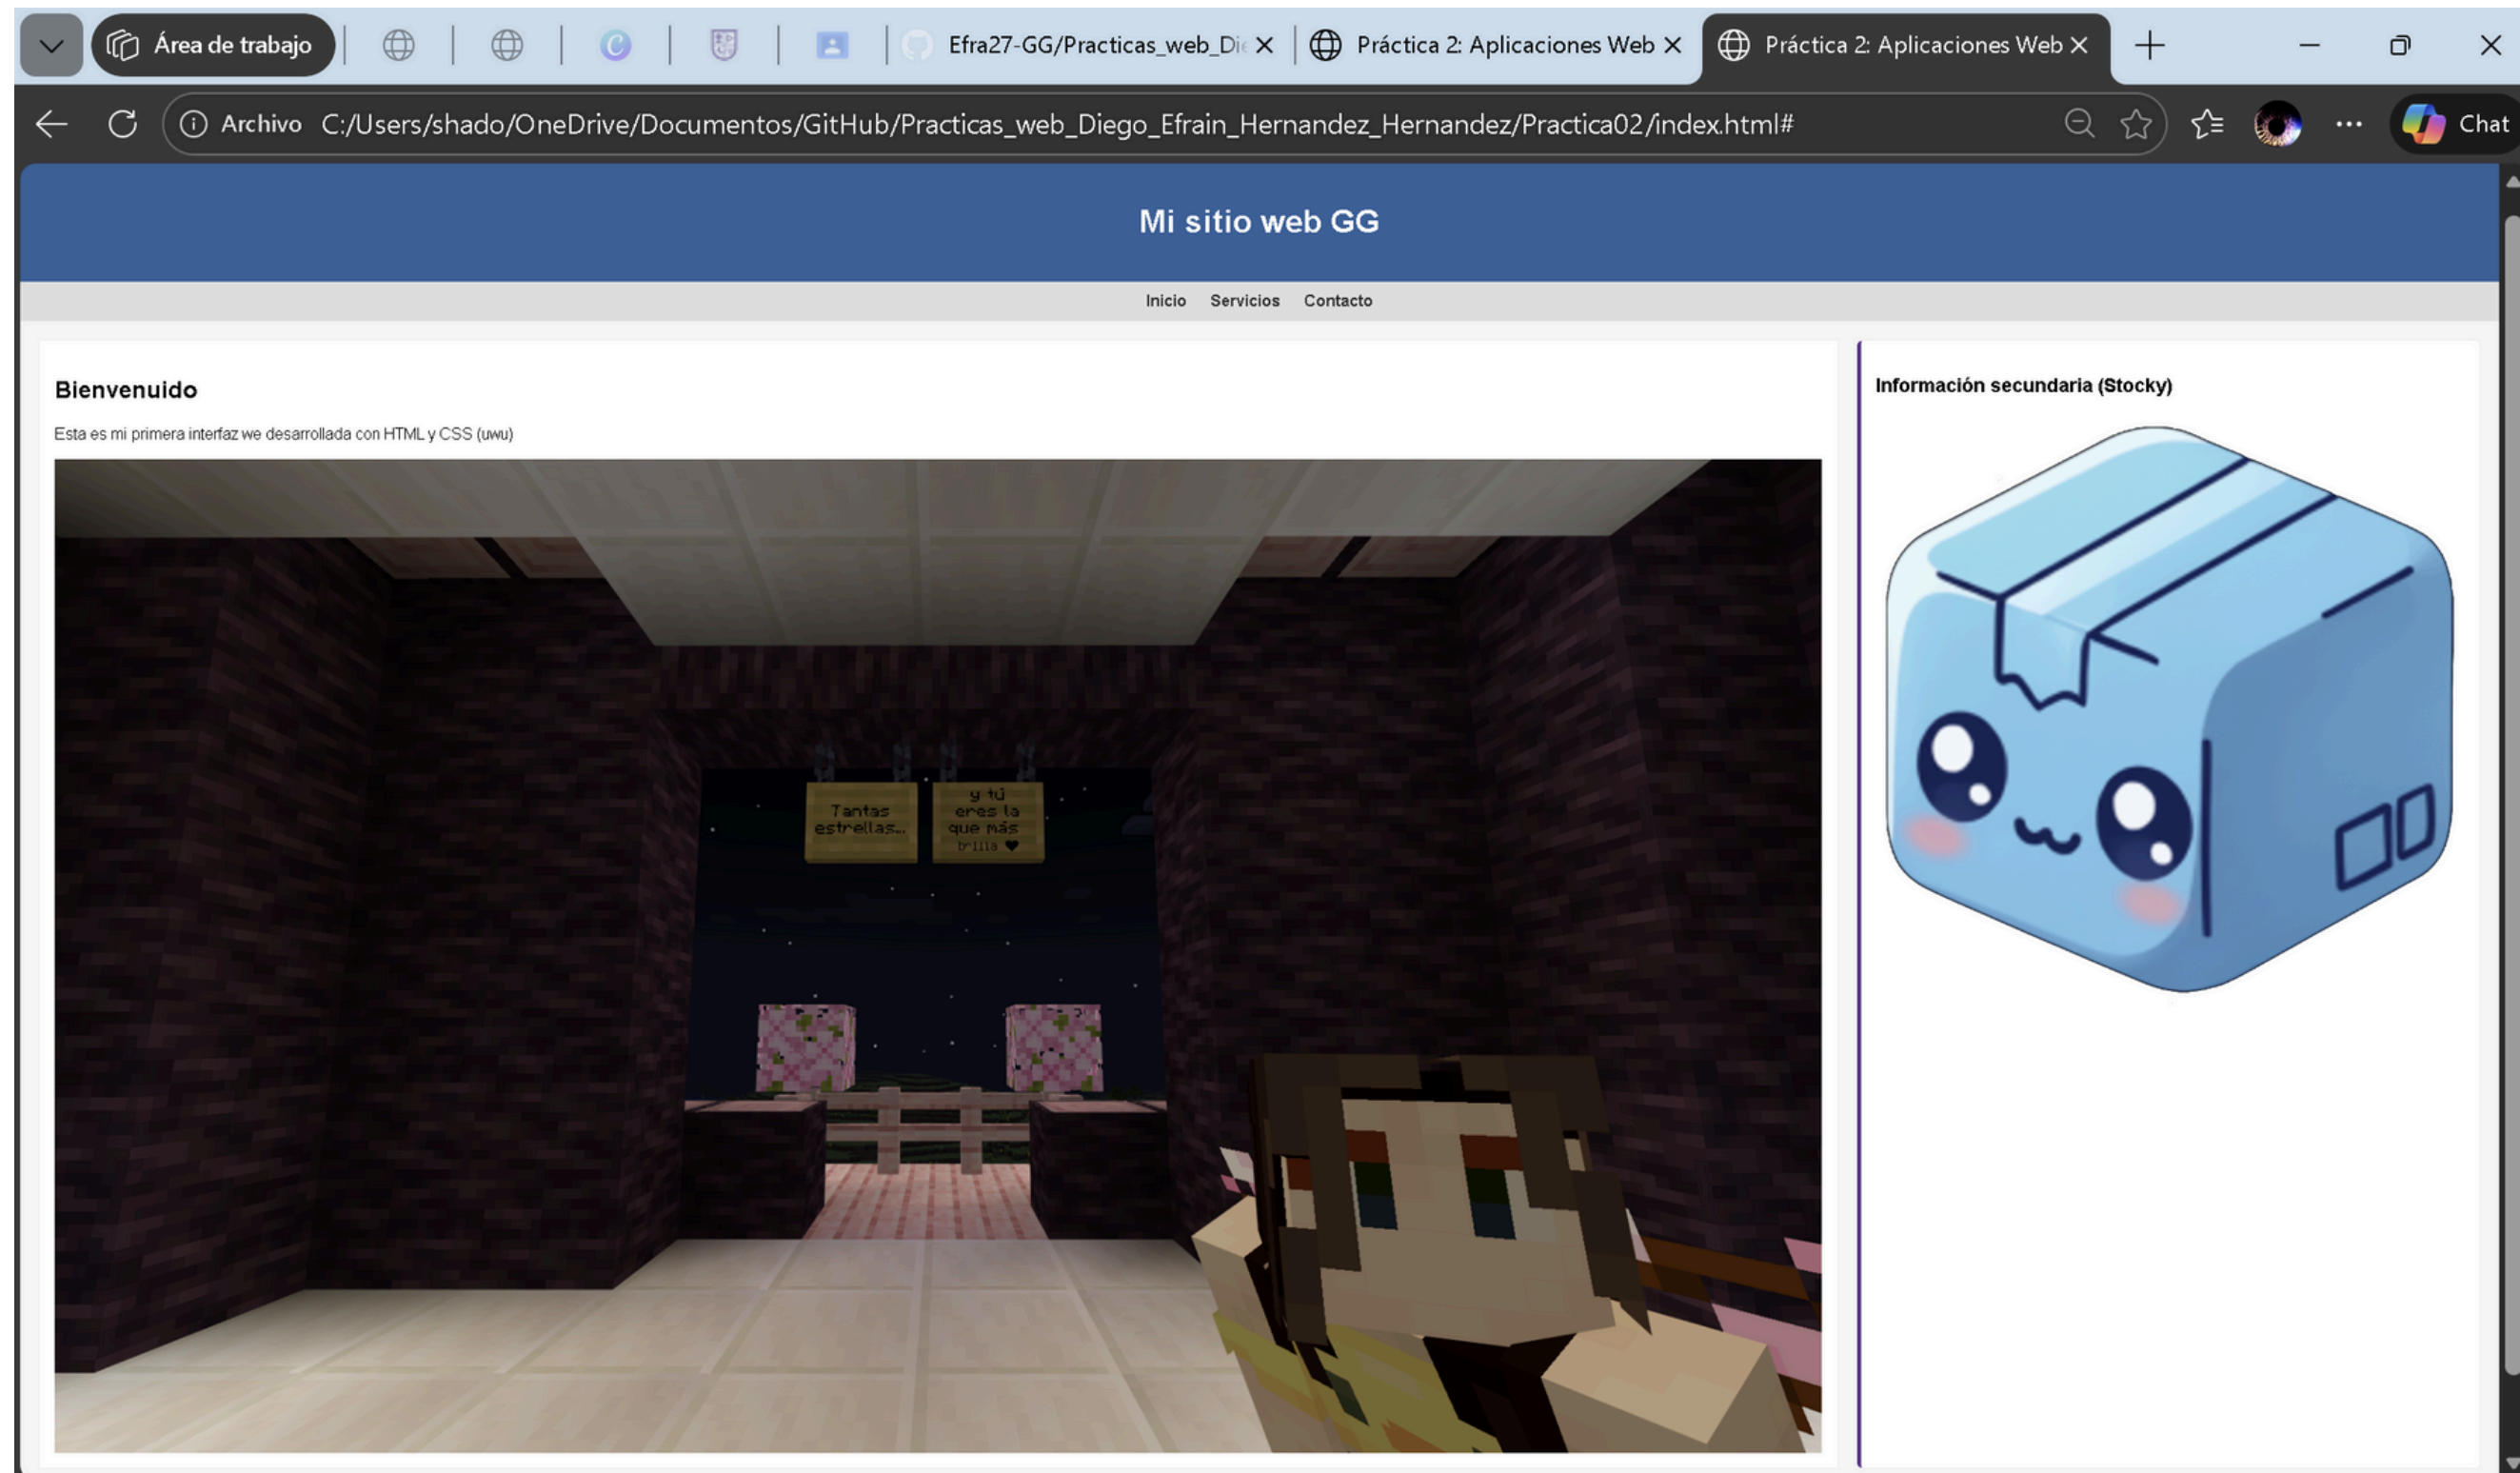 Área de trabajo
Efra27-GG/Practicas_web_Di
Práctica 2: Aplicaciones Web
Práctica 2: Aplicaciones Web
Archivo C:/Users/shado/OneDrive/Documentos/GitHub/Practicas_web_Diego_Efrain_Hernandez_Hernandez/Practica02/index.html#
Chat
Mi sitio web GG
Inicio Servicios Contacto
Bienvenido
Esta es mi primera interfaz we desarrollada con HTML y CSS (uwu)
Tantas
estrellas...
y tú
eres la
que más
brilla ♥
Información secundaria (Stocky)